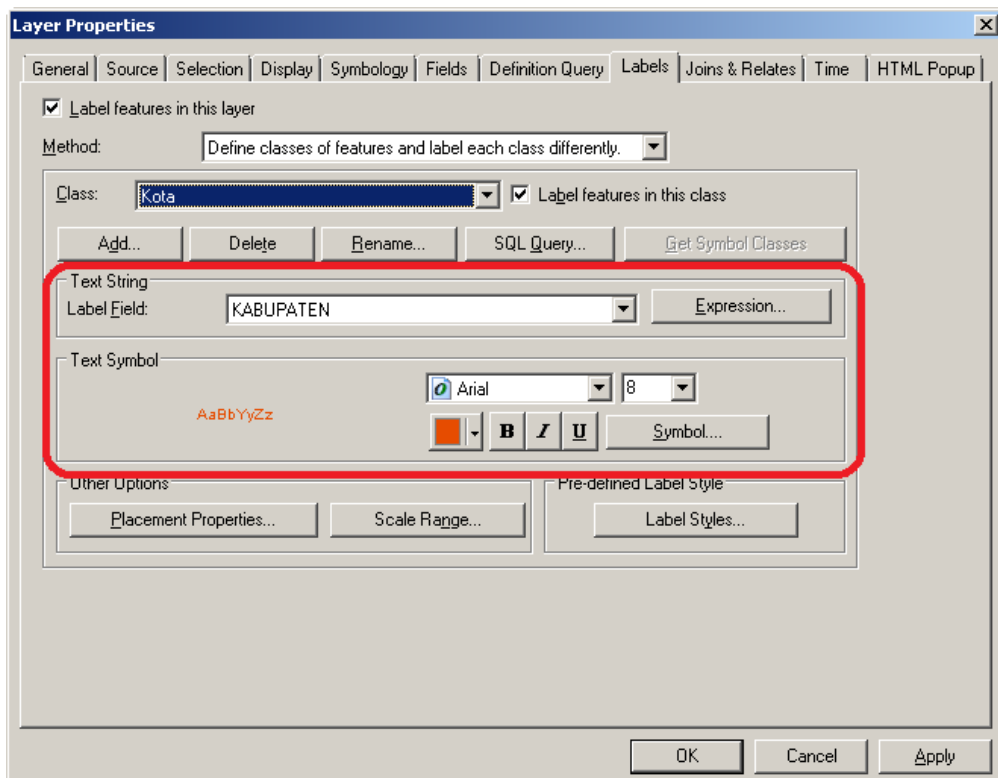 Layer Properties
General Source Selection Display Symbology Fields Definition Query Labels Joins & Relates Time HTML Popup
Label features in this layer
Method: Define classes of features and label each class differently.
Class: Kota Label features in this class
Add... Delete Rename... SQL Query... Get Symbol Classes
Text String
Label Field: KABUPATEN Expression...
Text Symbol
Arial 8
AaBbYyZz
B I U Symbol....
Other Options Pre-defined Label Style
Placement Properties... Scale Range... Label Styles...
OK Cancel Apply